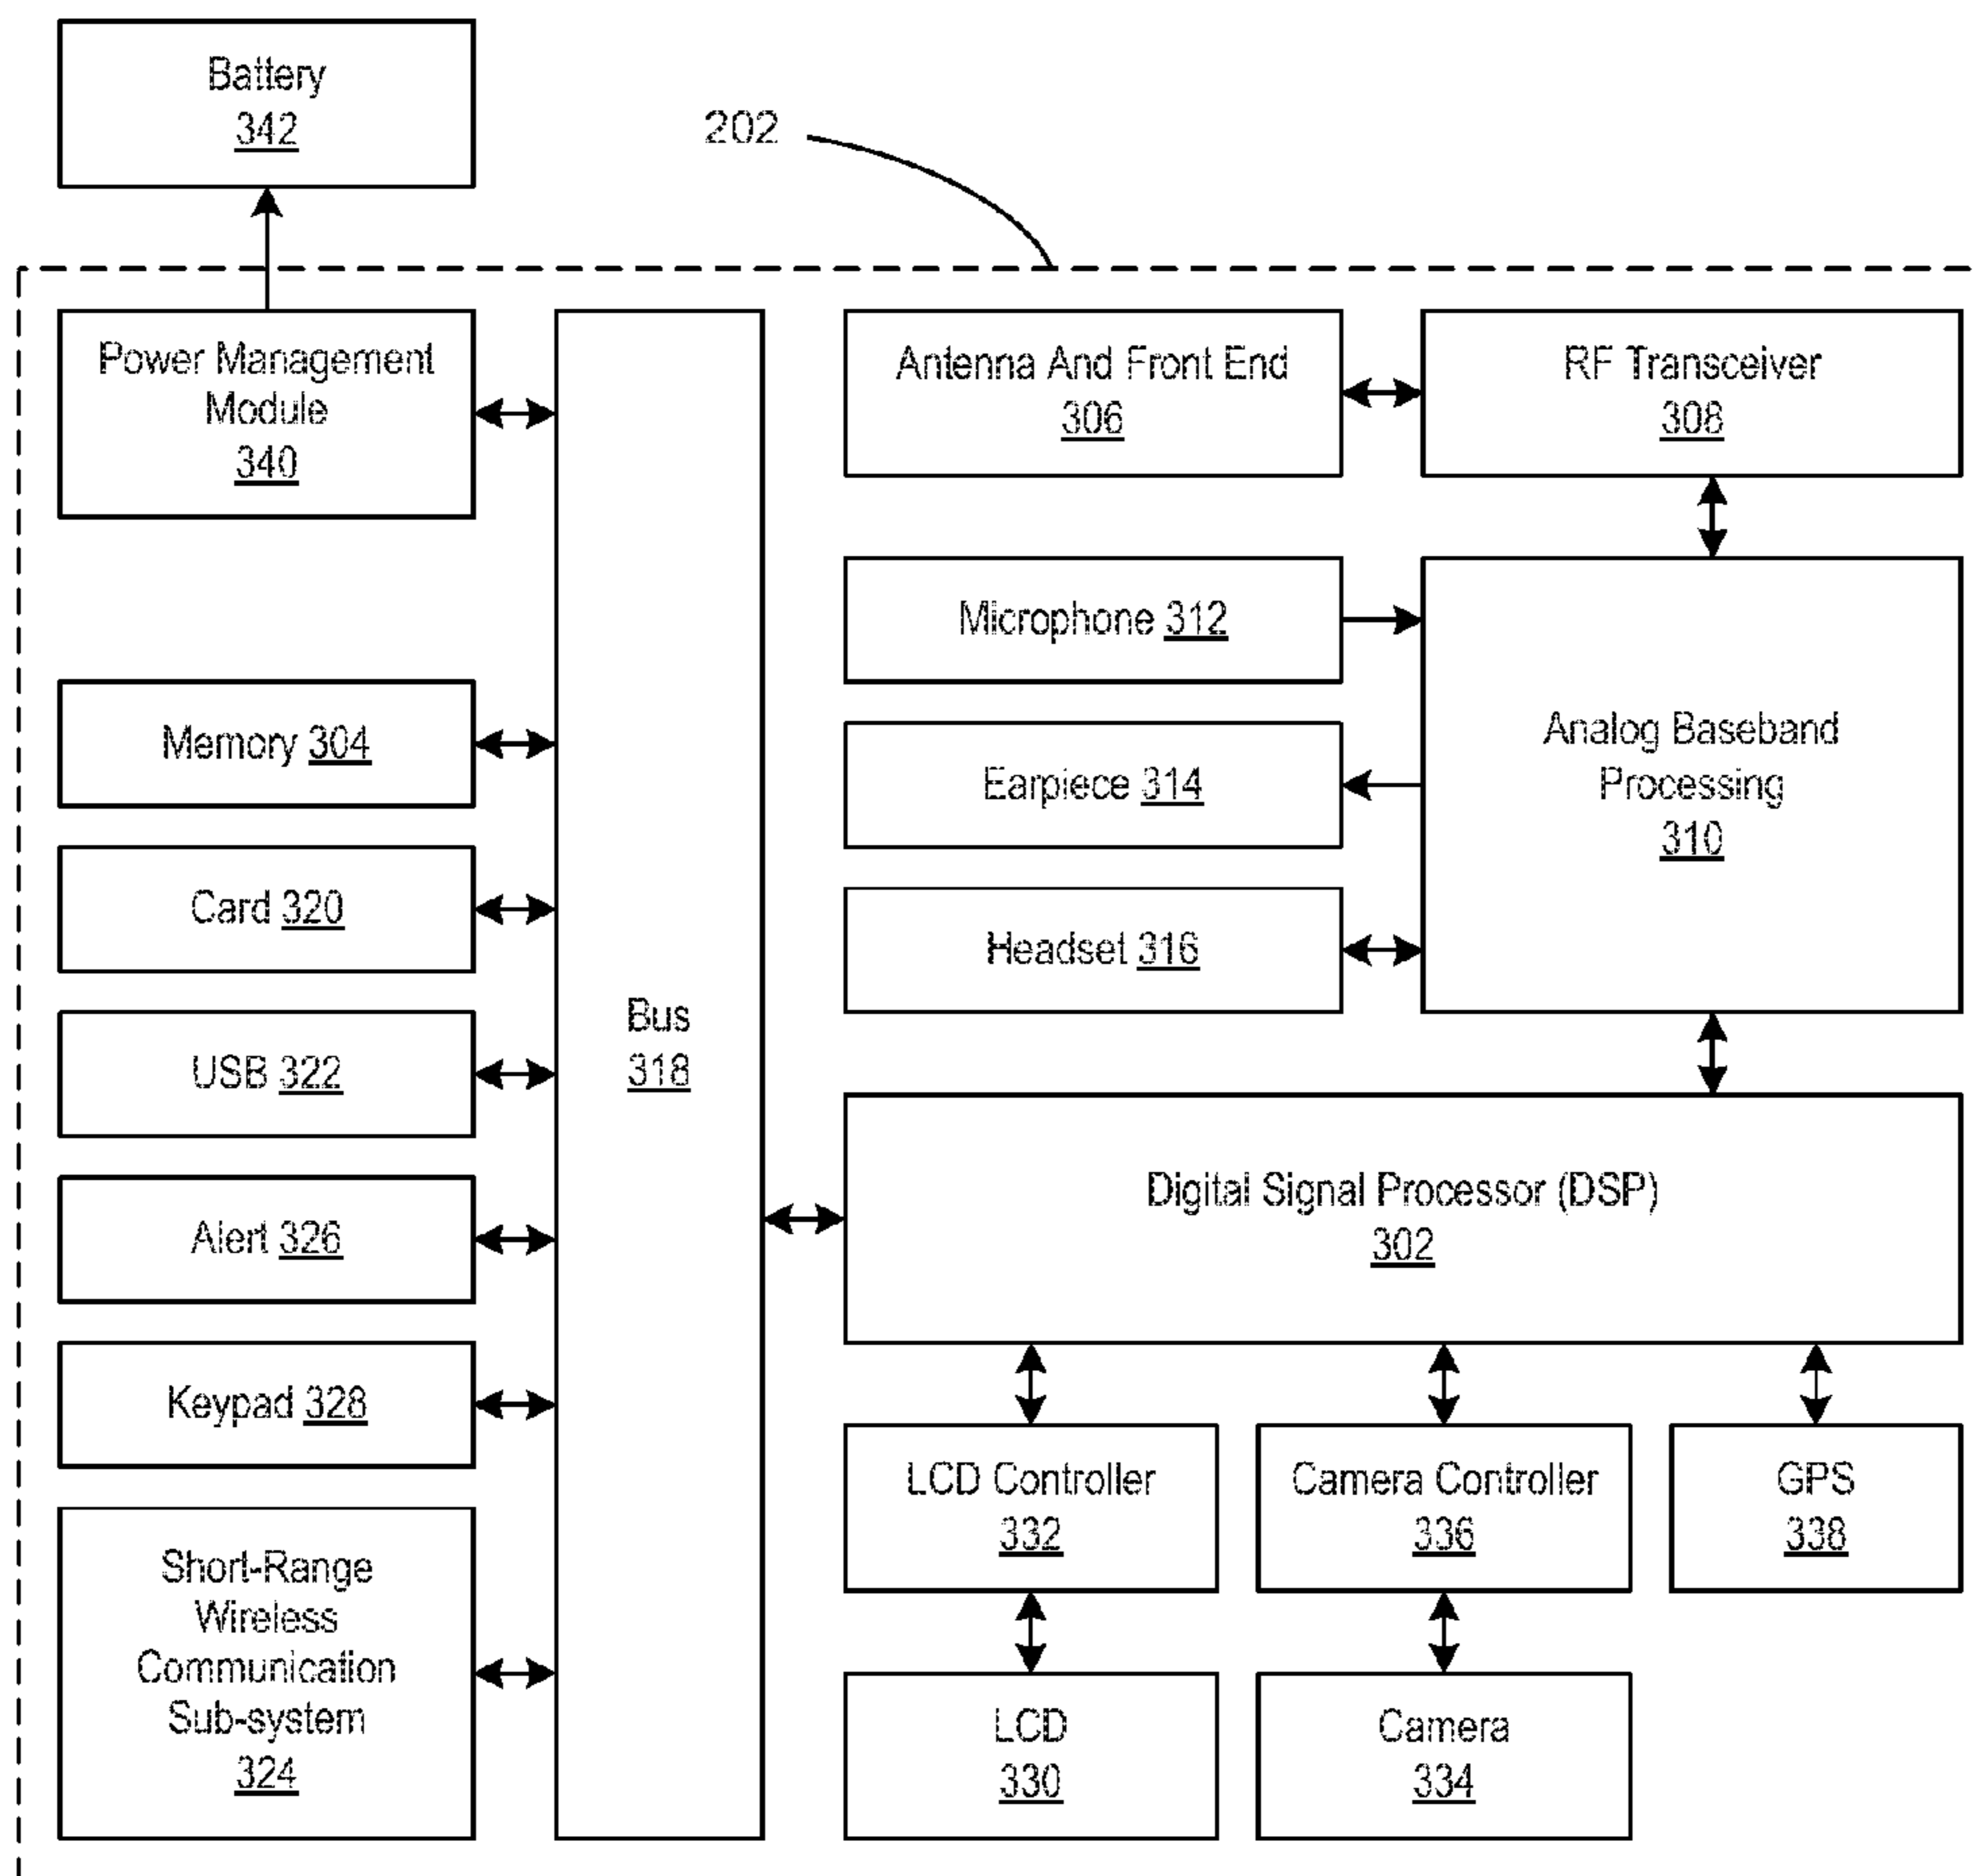 Battery
342
202
Power Management
Module
340
Antenna And Front End
306
RF Transceiver
308
Microphone 312
Memory 304
Earpiece 314
Analog Baseband
Processing
310
Card 320
Headset 316
USB 322
Bus
318
Alert 326
Digital Signal Processor (DSP)
302
Keypad 328
LCD Controller
332
Camera Controller
336
GPS
338
Short-Range
Wireless
Communication
Sub-system
324
LCD
330
Camera
334